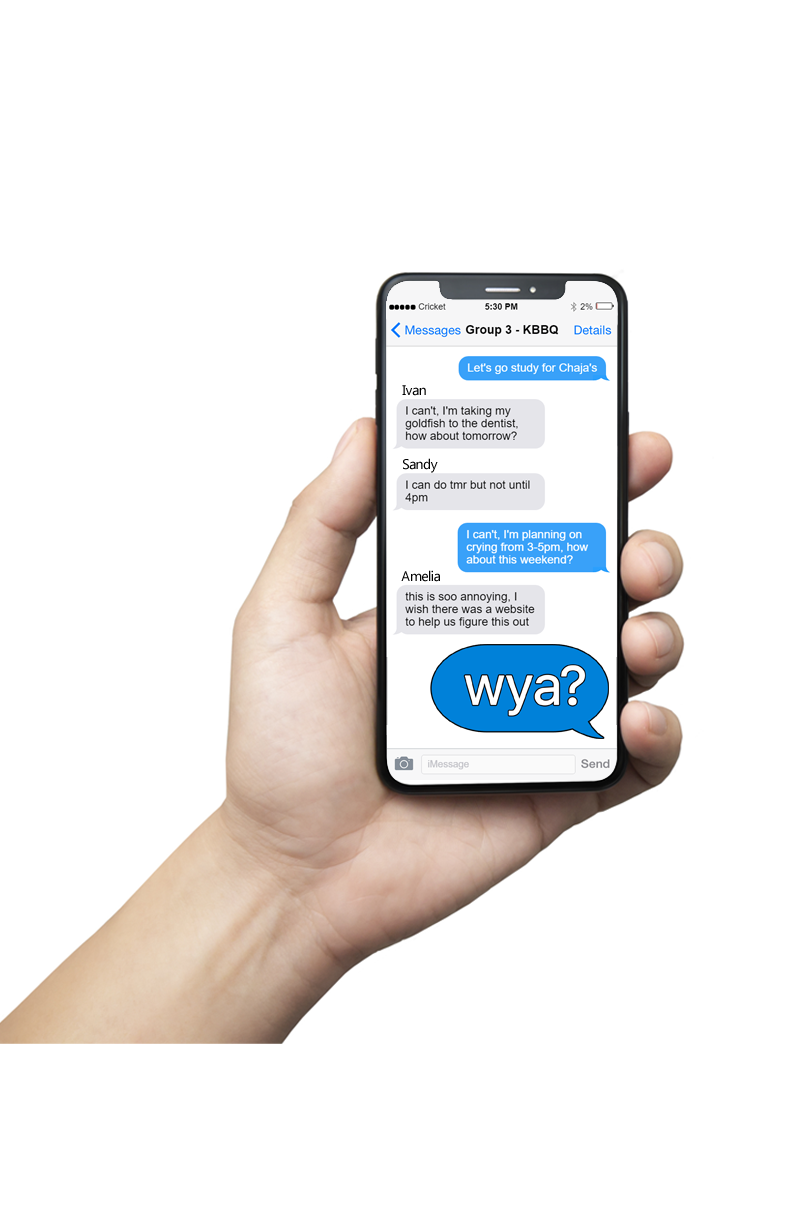 Cricket 5:30 PM 2%
Messages Group 3 - KBBQ Details
Let's go study for Chaja's
Ivan
I can't, I'm taking my
goldfish to the dentist,
how about tomorrow?
Sandy
I can do tmr but not until
4pm
I can't, I'm planning on
crying from 3-5pm, how
about this weekend?
Amelia
this is soo annoying, I
wish there was a website
to help us figure this out
wya?
iMessage Send